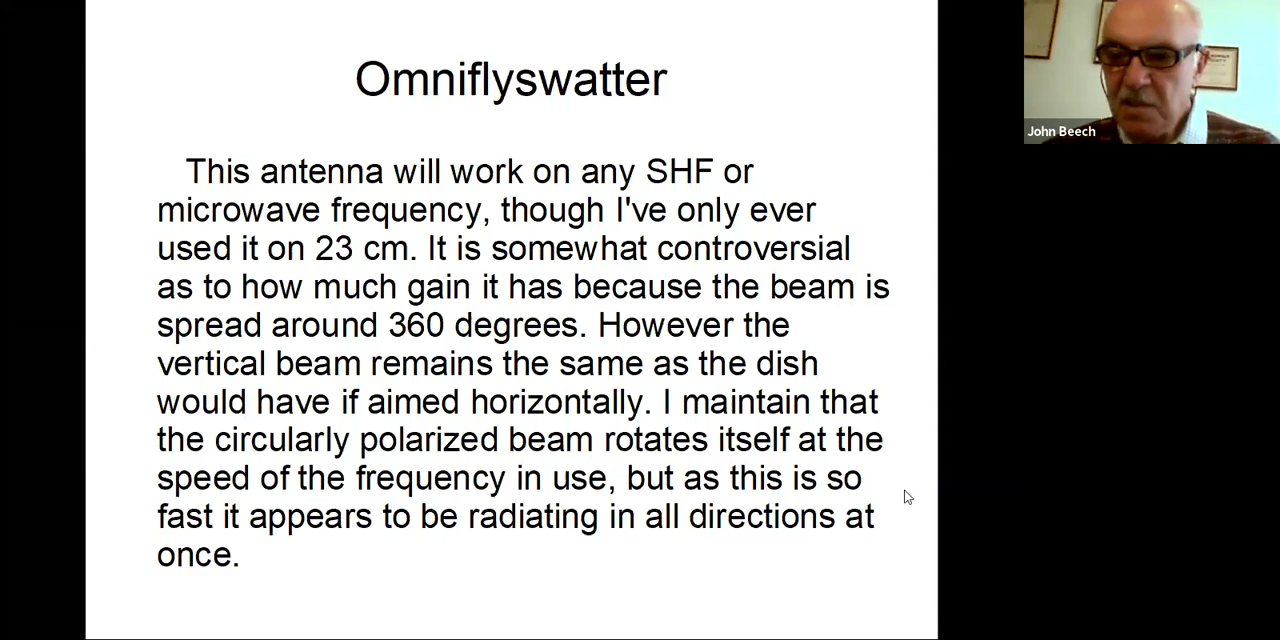 Omniflyswatter
This antenna will work on any SHF or
microwave frequency, though I've only ever
used it on 23 cm. It is somewhat controversial
as to how much gain it has because the beam is
spread around 360 degrees. However the
vertical beam remains the same as the dish
would have if aimed horizontally. I maintain that
the circularly polarized beam rotates itself at the
speed of the frequency in use, but as this is so
fast it appears to be radiating in all directions at
once.
John Beech